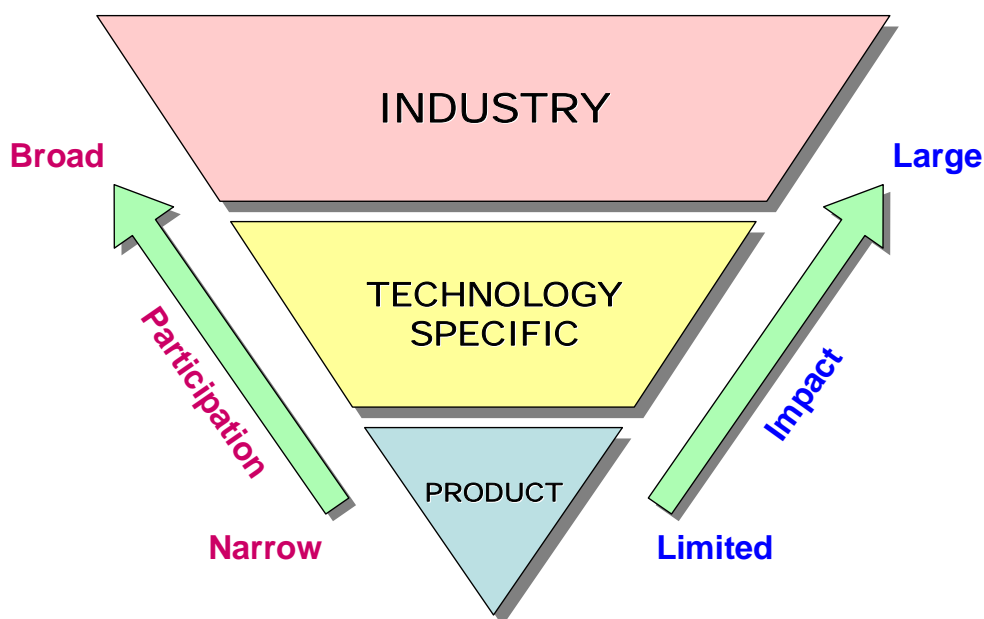 INDUSTRY
Broad
Large
TECHNOLOGY
SPECIFIC
Participation
Impact
PRODUCT
Narrow
Limited